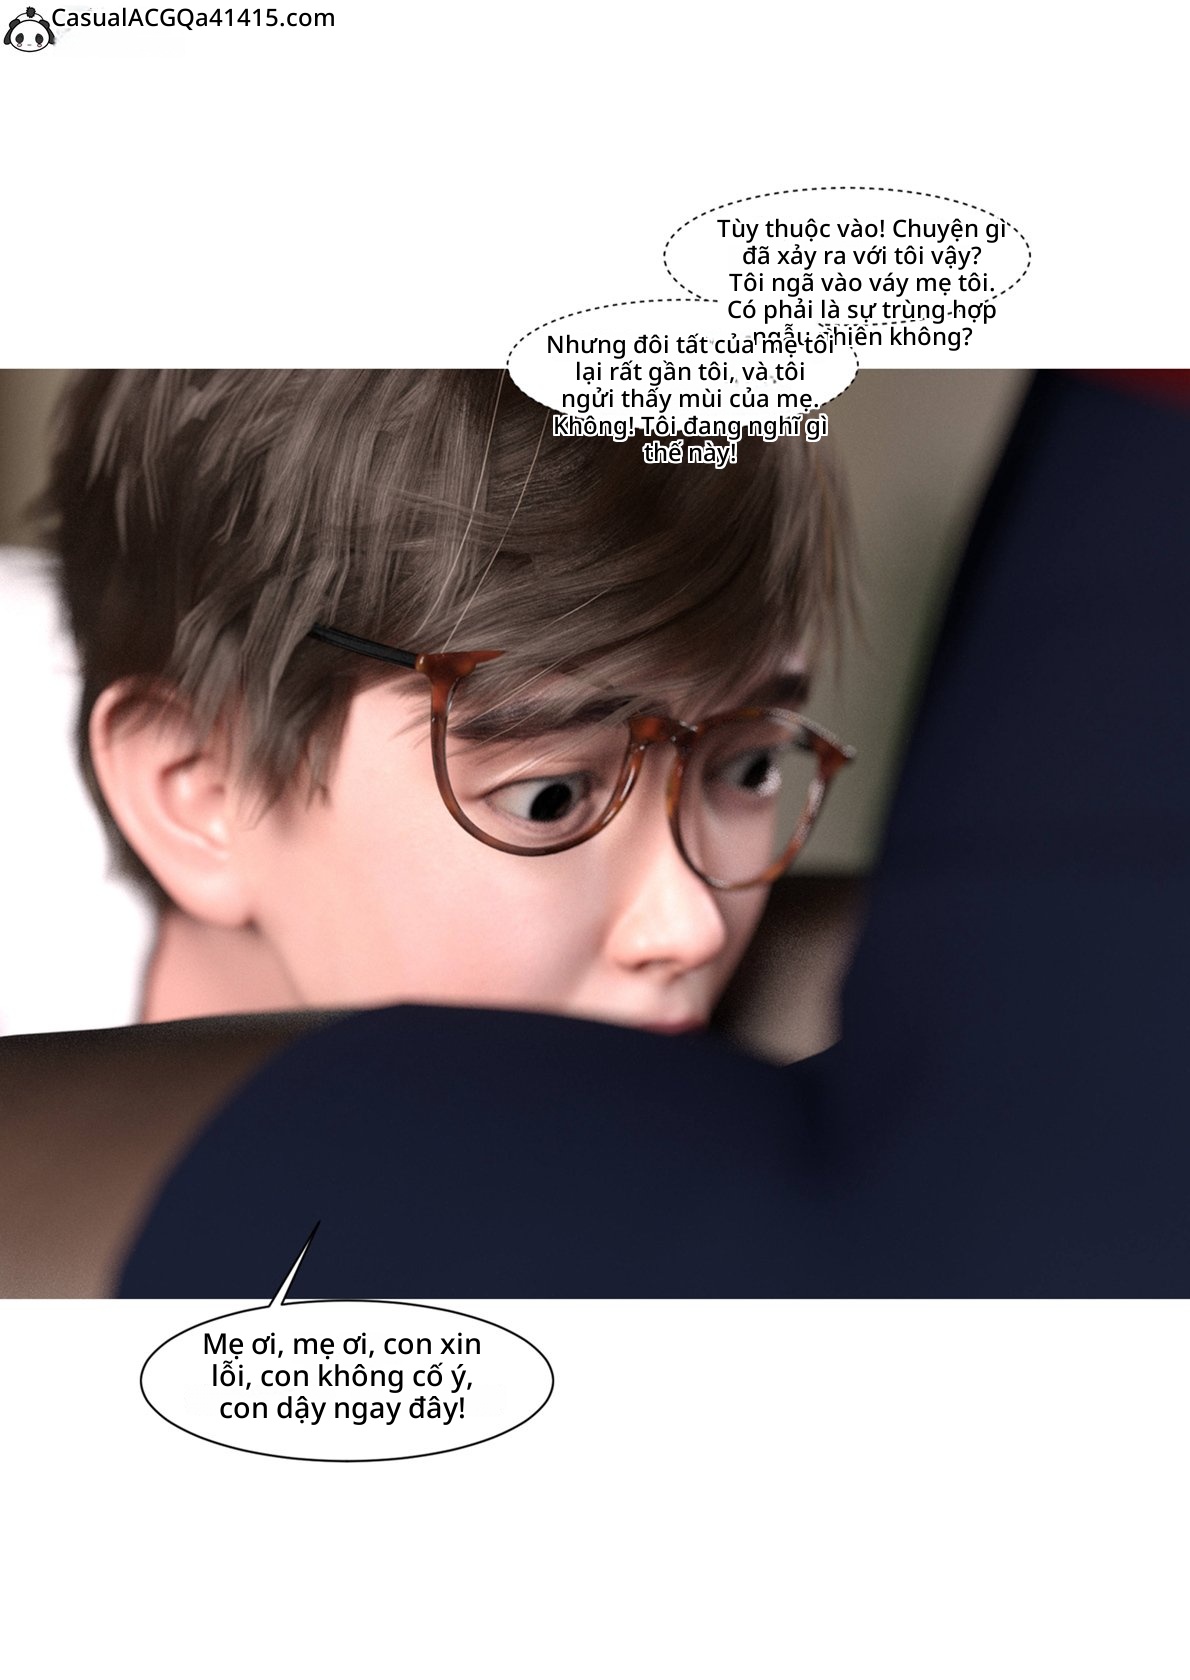 CasualACGQa41415.com
Tùy thuộc vào! Chuyện gì
đã xảy ra với tôi vậy?
Tôi ngã vào váy mẹ tôi.
Có phải là sự trùng hợp
ngẫu nhiên không?
Nhưng đôi tất của mẹ tôi
lại rất gần tôi, và tôi
ngửi thấy mùi của mẹ.
Không! Tôi đang nghĩ gì
thế này!
Mẹ ơi, mẹ ơi, con xin
lỗi, con không cố ý,
con dậy ngay đây!